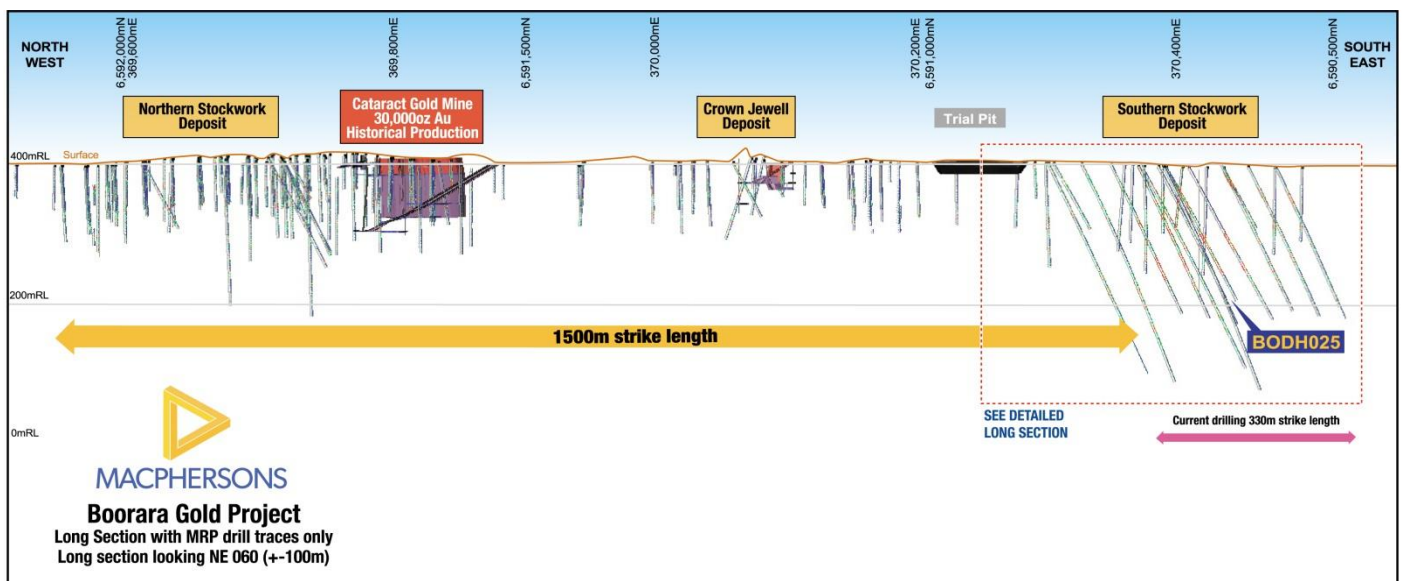 NORTH
WEST
6,592,000mN
369,600mE
369,800mE
6,591,500mN
370,000mE
370,200mE
6,591,000mN
370,400mE
6,590,500mN
SOUTH
EAST
Northern Stockwork
Deposit
Cataract Gold Mine
30,000oz Au
Historical Production
Crown Jewell
Deposit
Trial Pit
Southern Stockwork
Deposit
400mRL
Surface
200mRL
1500m strike length
BODH025
SEE DETAILED
LONG SECTION
Current drilling 330m strike length
0mRL
MACPHERSONS
Boorara Gold Project
Long Section with MRP drill traces only
Long section looking NE 060 (+-100m)